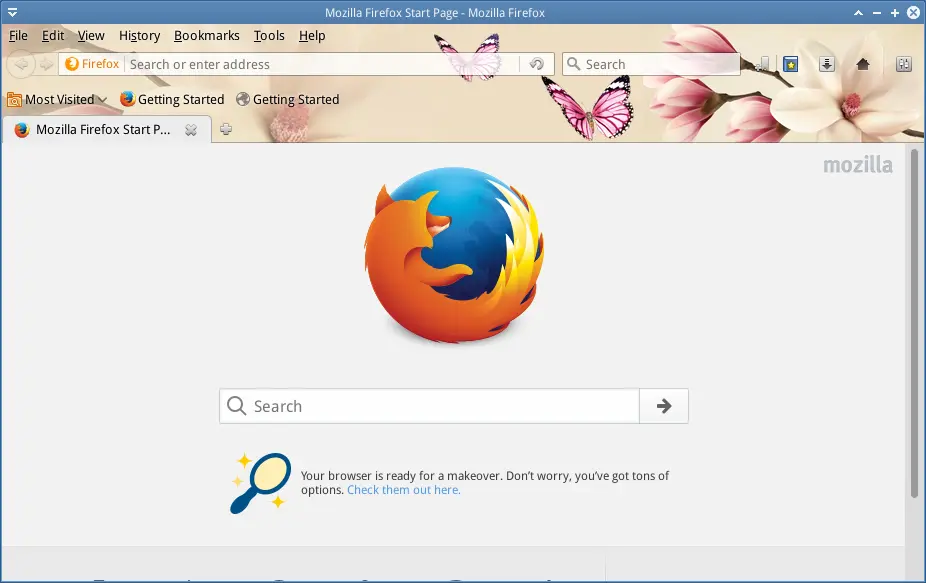 Mozilla Firefox Start Page - Mozilla Firefox
File Edit View History Bookmarks Tools Help
Firefox Search or enter address Search
Most Visited Getting Started Getting Started
Mozilla Firefox Start P...
mozilla
Search
Your browser is ready for a makeover. Don't worry, you've got tons of
options. Check them out here.